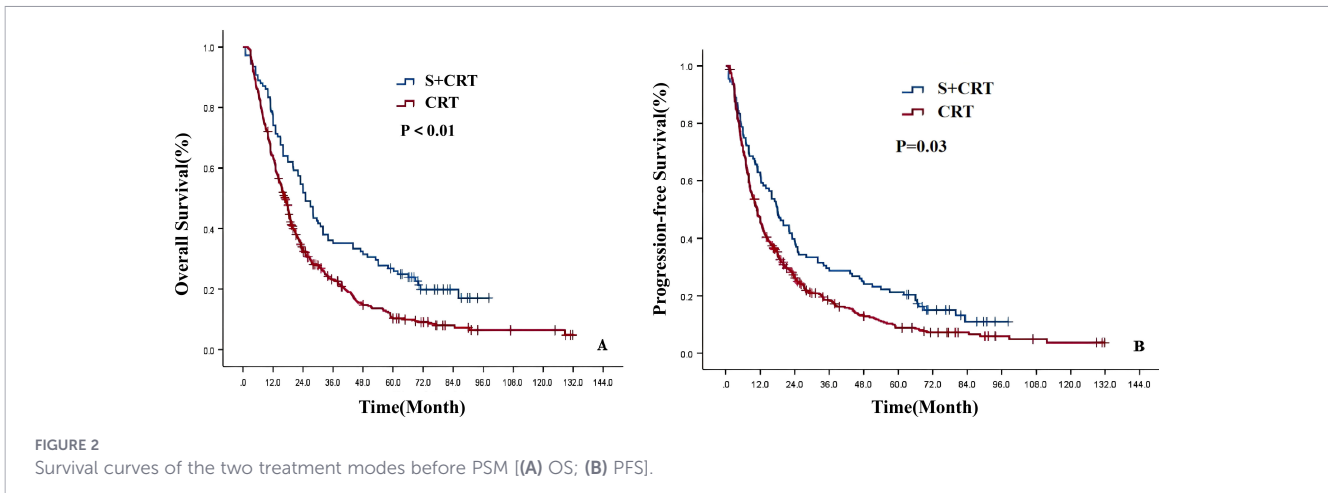 1.0
0.8
0.6
0.4
0.2
0.0
Overall Survival(%)
S+CRT
CRT
P < 0.01
A
.0 12.0 24.0 36.0 48.0 60.0 72.0 84.0 96.0 108.0 120.0 132.0 144.0
Time(Month)
1.0
0.8
0.6
0.4
0.2
0.0
Progression-free Survival(%)
S+CRT
CRT
P=0.03
B
.0 12.0 24.0 36.0 48.0 60.0 72.0 84.0 96.0 108.0 120.0 132.0 144.0
Time(Month)
FIGURE 2
Survival curves of the two treatment modes before PSM [(A) OS; (B) PFS].